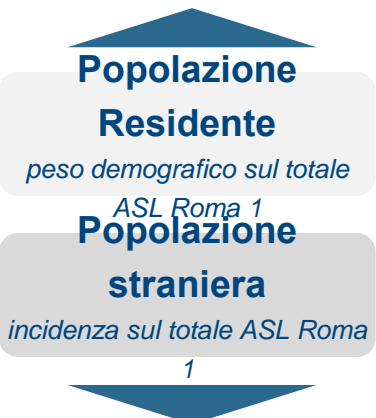 Popolazione
Residente
peso demografico sul totale
ASL Roma 1
Popolazione
straniera
incidenza sul totale ASL Roma
1